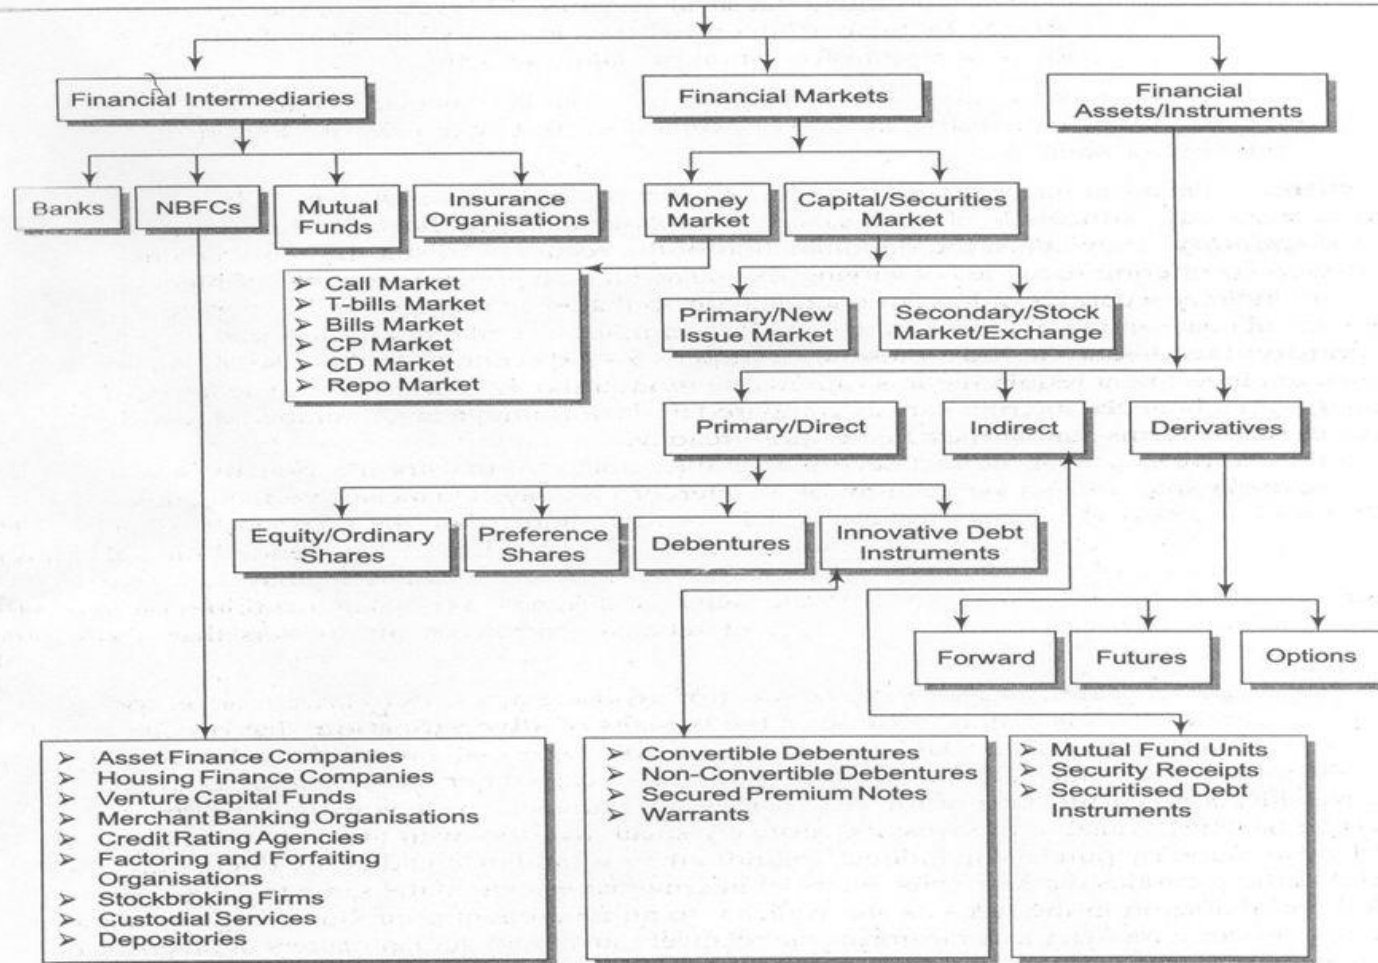 Financial Intermediaries
Financial Markets
Financial
Assets/Instruments
Banks
NBFCs
Mutual
Funds
Insurance
Organisations
Money
Market
Capital/Securities
Market
➢ Call Market
➢ T-bills Market
➢ Bills Market
➢ CP Market
➢ CD Market
➢ Repo Market
Primary/New
Issue Market
Secondary/Stock
Market/Exchange
Primary/Direct
Indirect
Derivatives
Equity/Ordinary
Shares
Preference
Shares
Debentures
Innovative Debt
Instruments
Forward
Futures
Options
➢ Asset Finance Companies
➢ Housing Finance Companies
➢ Venture Capital Funds
➢ Merchant Banking Organisations
➢ Credit Rating Agencies
➢ Factoring and Forfaiting
Organisations
➢ Stockbroking Firms
➢ Custodial Services
➢ Depositories
➢ Convertible Debentures
➢ Non-Convertible Debentures
➢ Secured Premium Notes
➢ Warrants
➢ Mutual Fund Units
➢ Security Receipts
➢ Securitised Debt
Instruments